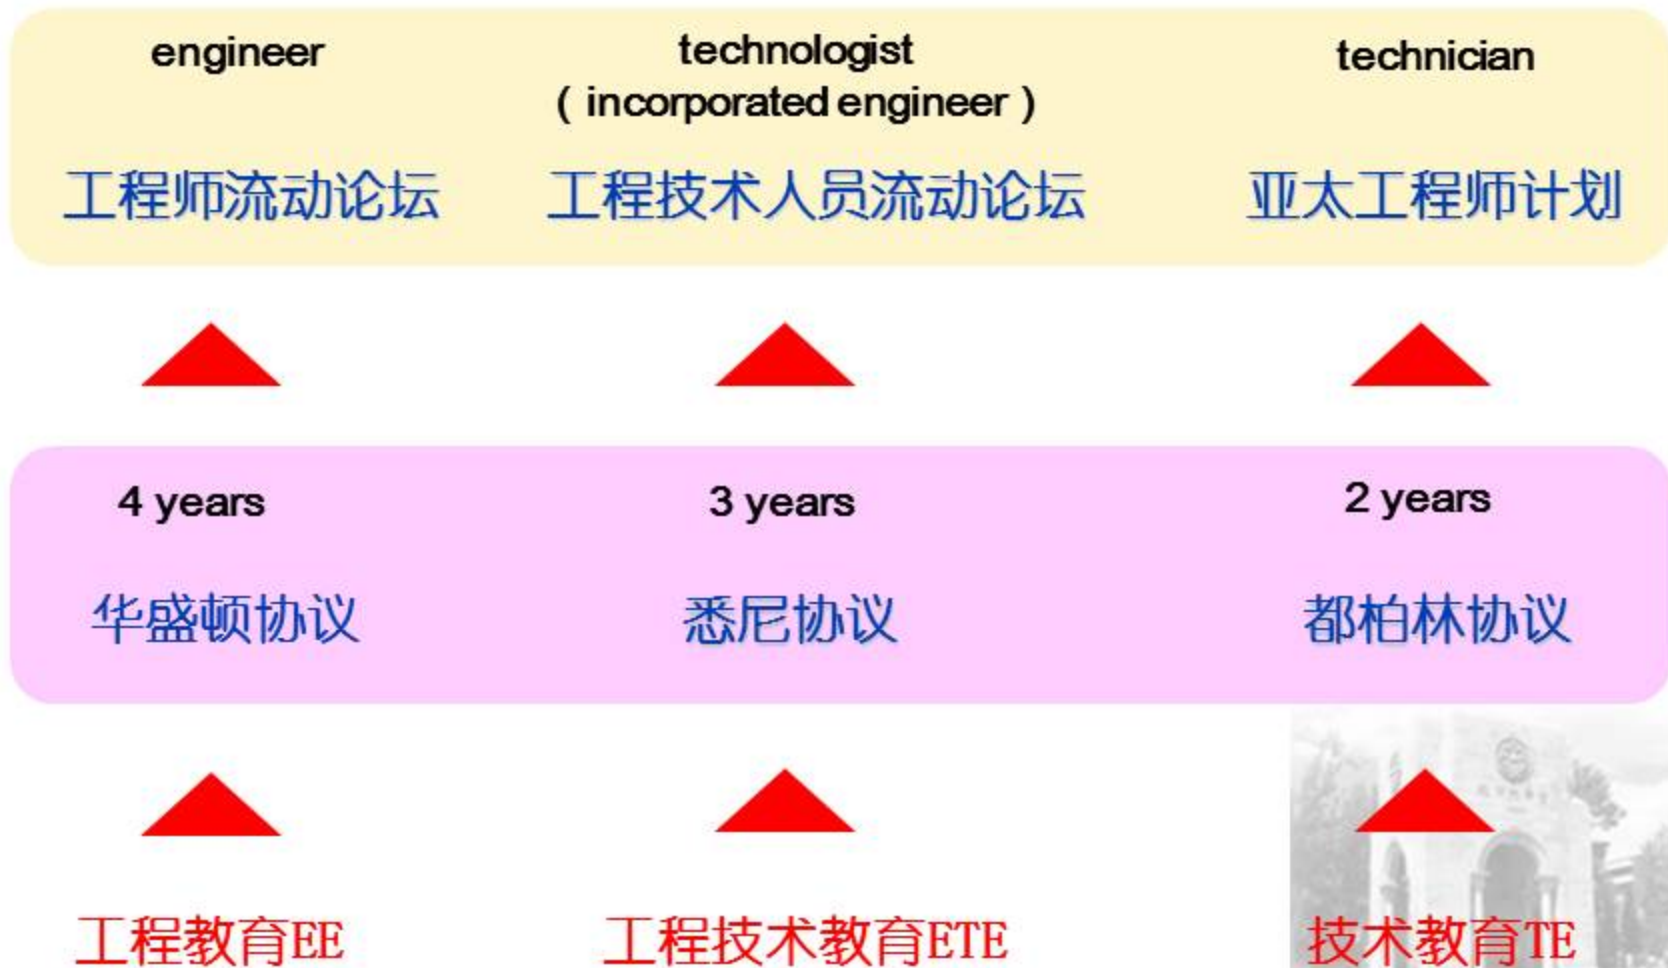 engineer
technologist
technician
( incorporated engineer )
工程师流动论坛
工程技术人员流动论坛
亚太工程师计划
4 years
3 years
2 years
华盛顿协议
悉尼协议
都柏林协议
工程教育EE
工程技术教育ETE
技术教育TE